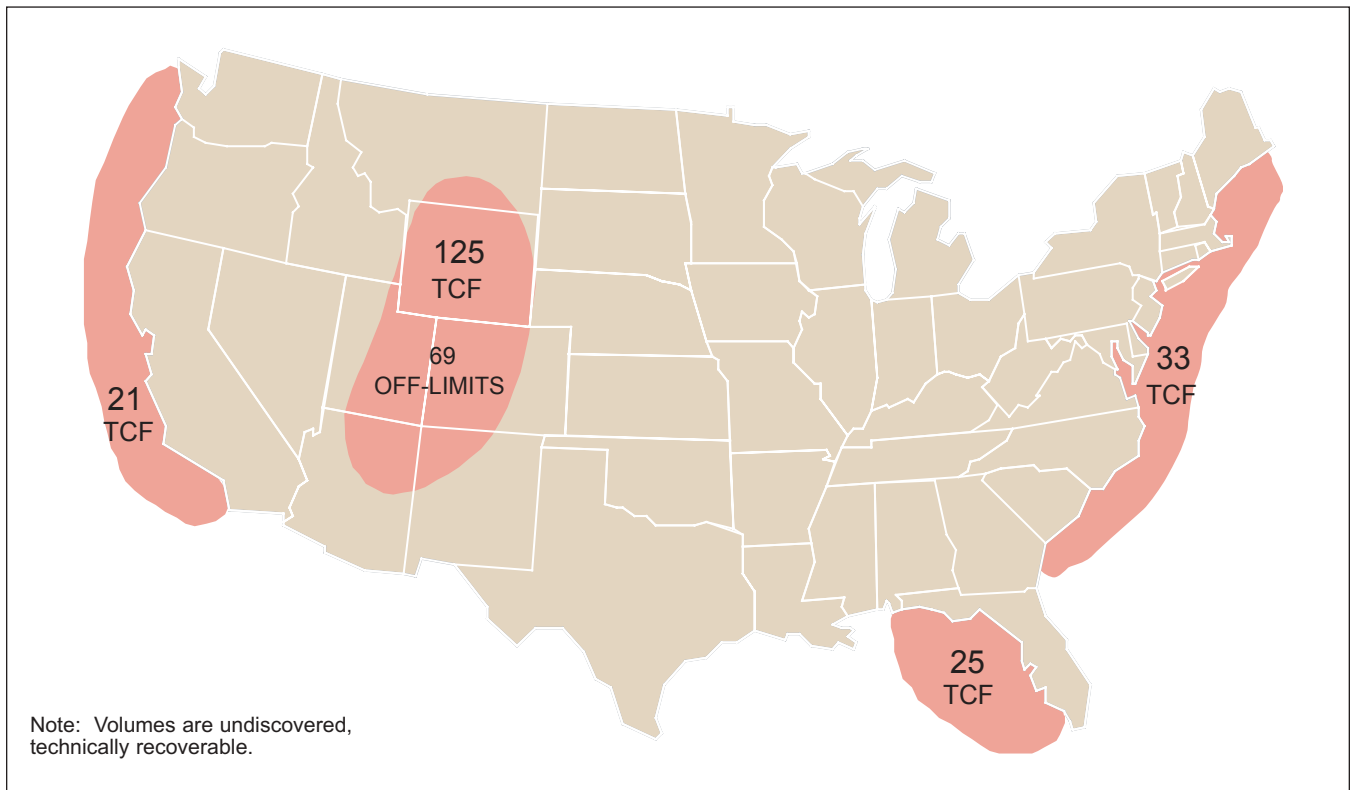 125
TCF
69
OFF-LIMITS
21
TCF
33
TCF
25
TCF
Note: Volumes are undiscovered,
technically recoverable.